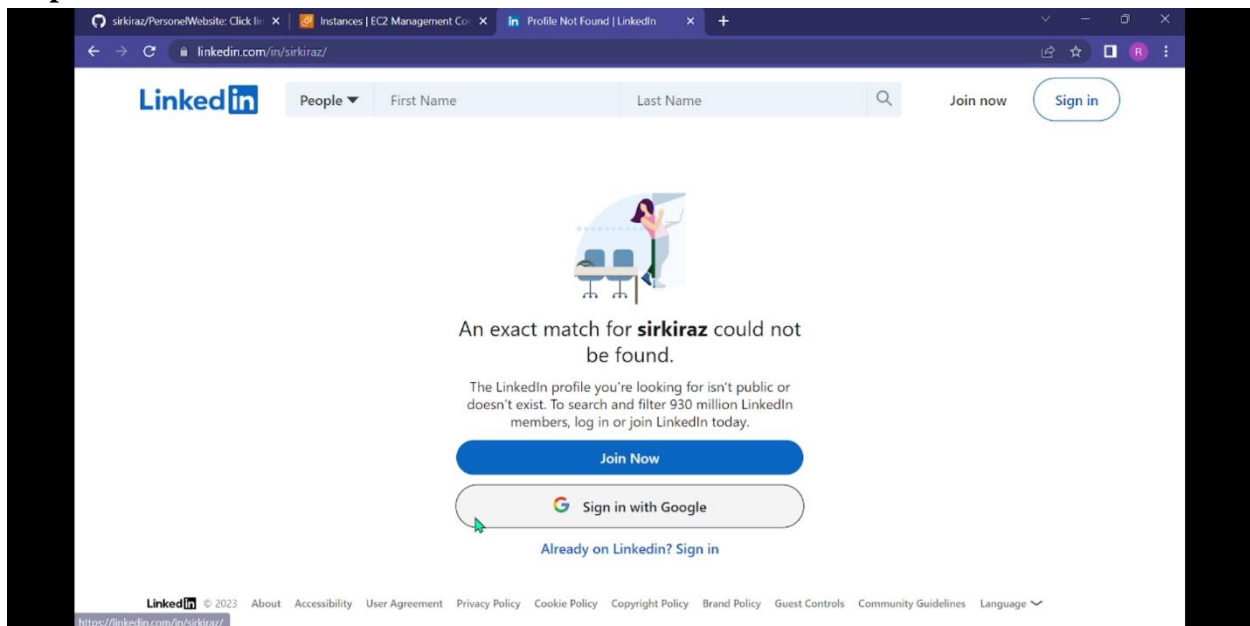 sirkiraz/PersonelWebsite: Click lin
Instances | EC2 Management Con
in Profile Not Found | LinkedIn
linkedin.com/in/sirkiraz/
R
Linked in
People
First Name
Last Name
Join now
Sign in
An exact match for sirkiraz could not
be found.
The LinkedIn profile you're looking for isn't public or
doesn't exist. To search and filter 930 million LinkedIn
members, log in or join LinkedIn today.
Join Now
G Sign in with Google
Already on Linkedin? Sign in
Linked in © 2023 About Accessibility User Agreement Privacy Policy Cookie Policy Copyright Policy Brand Policy Guest Controls Community Guidelines Language
https://linkedin.com/in/sirkiraz/